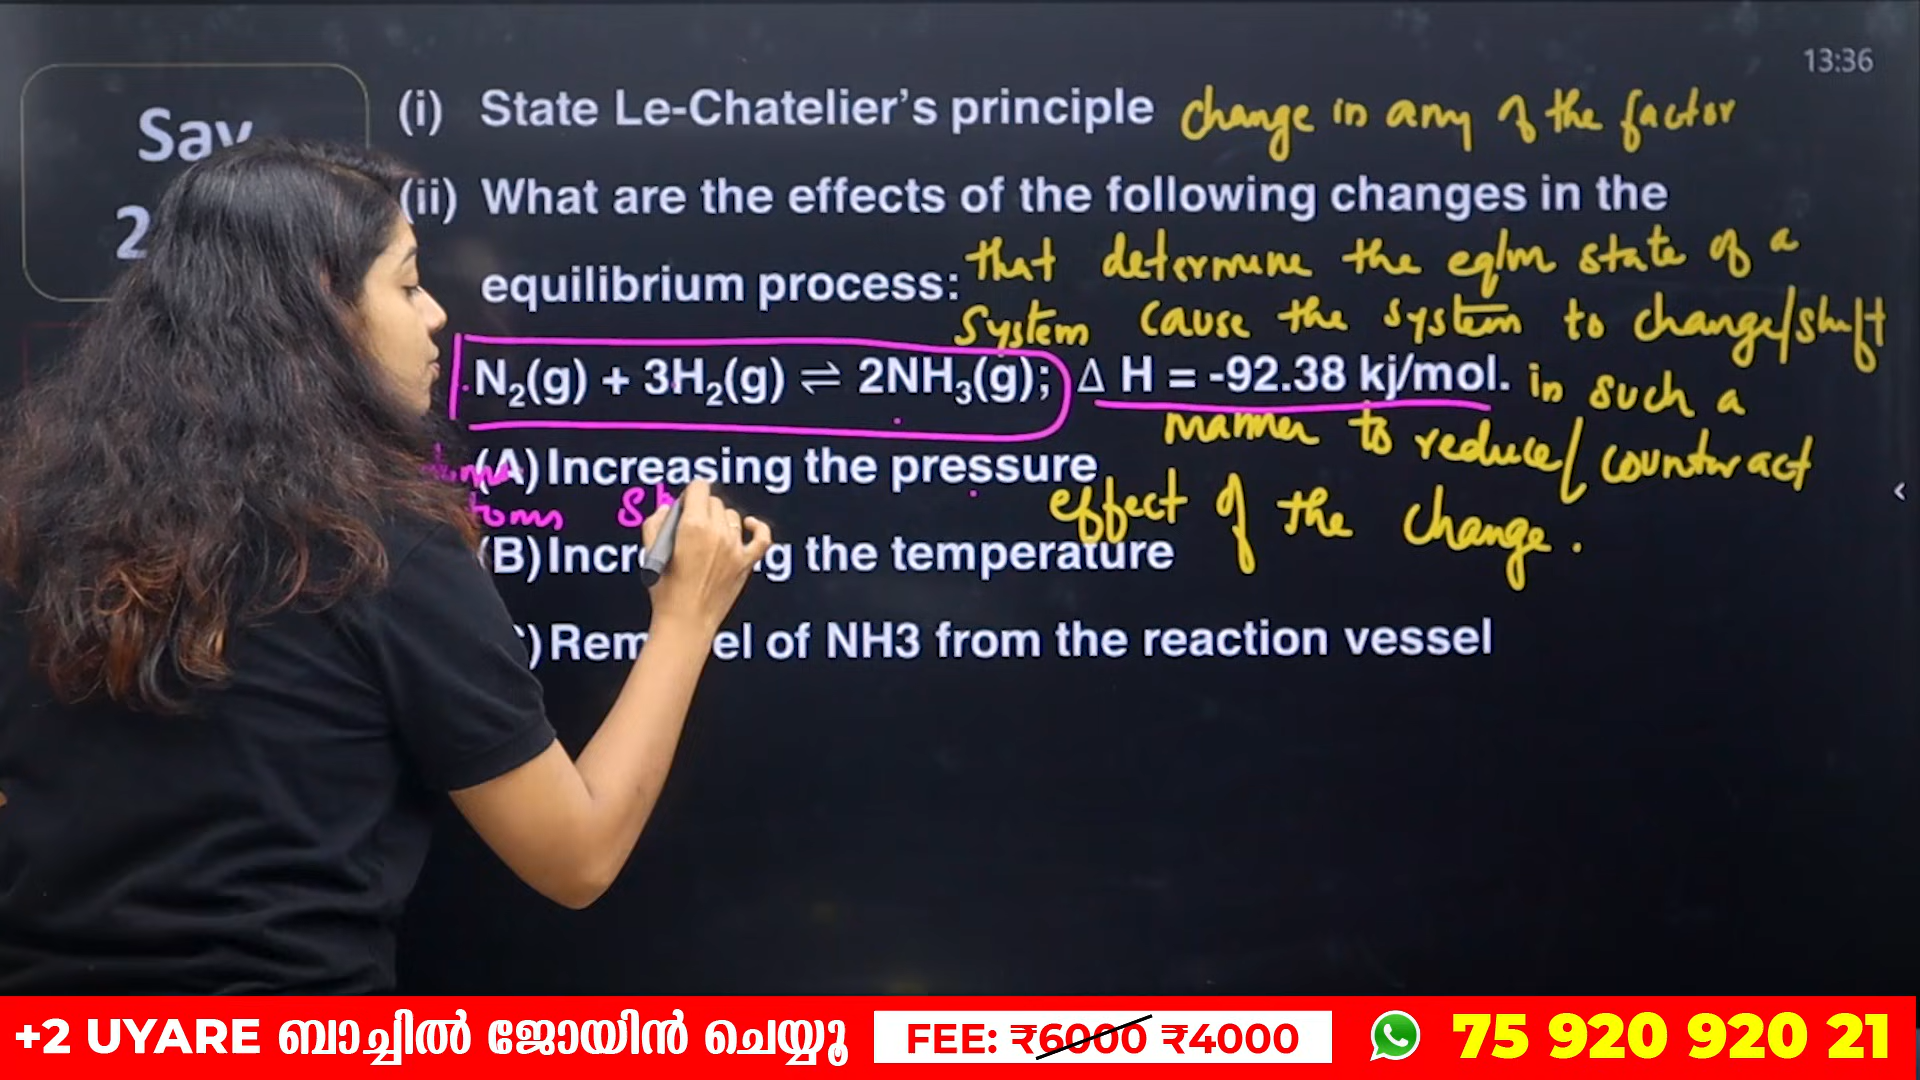 13:36
Say
2
(i) State Le-Chatelier's principle change in any of the factor
(ii) What are the effects of the following changes in the
equilibrium process: that determine the eqlm state of a
system cause the system to change/shift
N₂(g) + 3H₂(g) ⇌ 2NH₃(g); Δ H = -92.38 kj/mol. in such a
manner to reduce/counteract
(A) Increasing the pressure
effect of the change.
(B) Incr g the temperature
) Rem el of NH3 from the reaction vessel
+2 UYARE ബാച്ചിൽ ജോയിൻ ചെയ്യൂ FEE: ₹6000 ₹4000 75 920 920 21